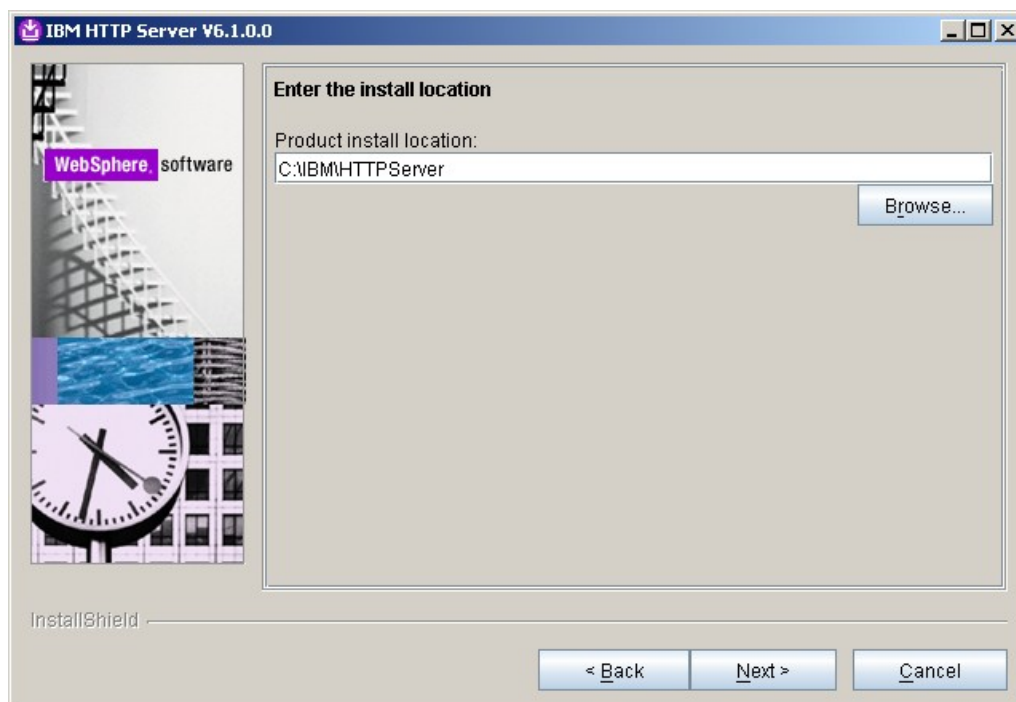 IBM HTTP Server V6.1.0.0
WebSphere. software
Enter the install location
Product install location:
C:\IBM\HTTPServer
Browse...
InstallShield
< Back
Next >
Cancel